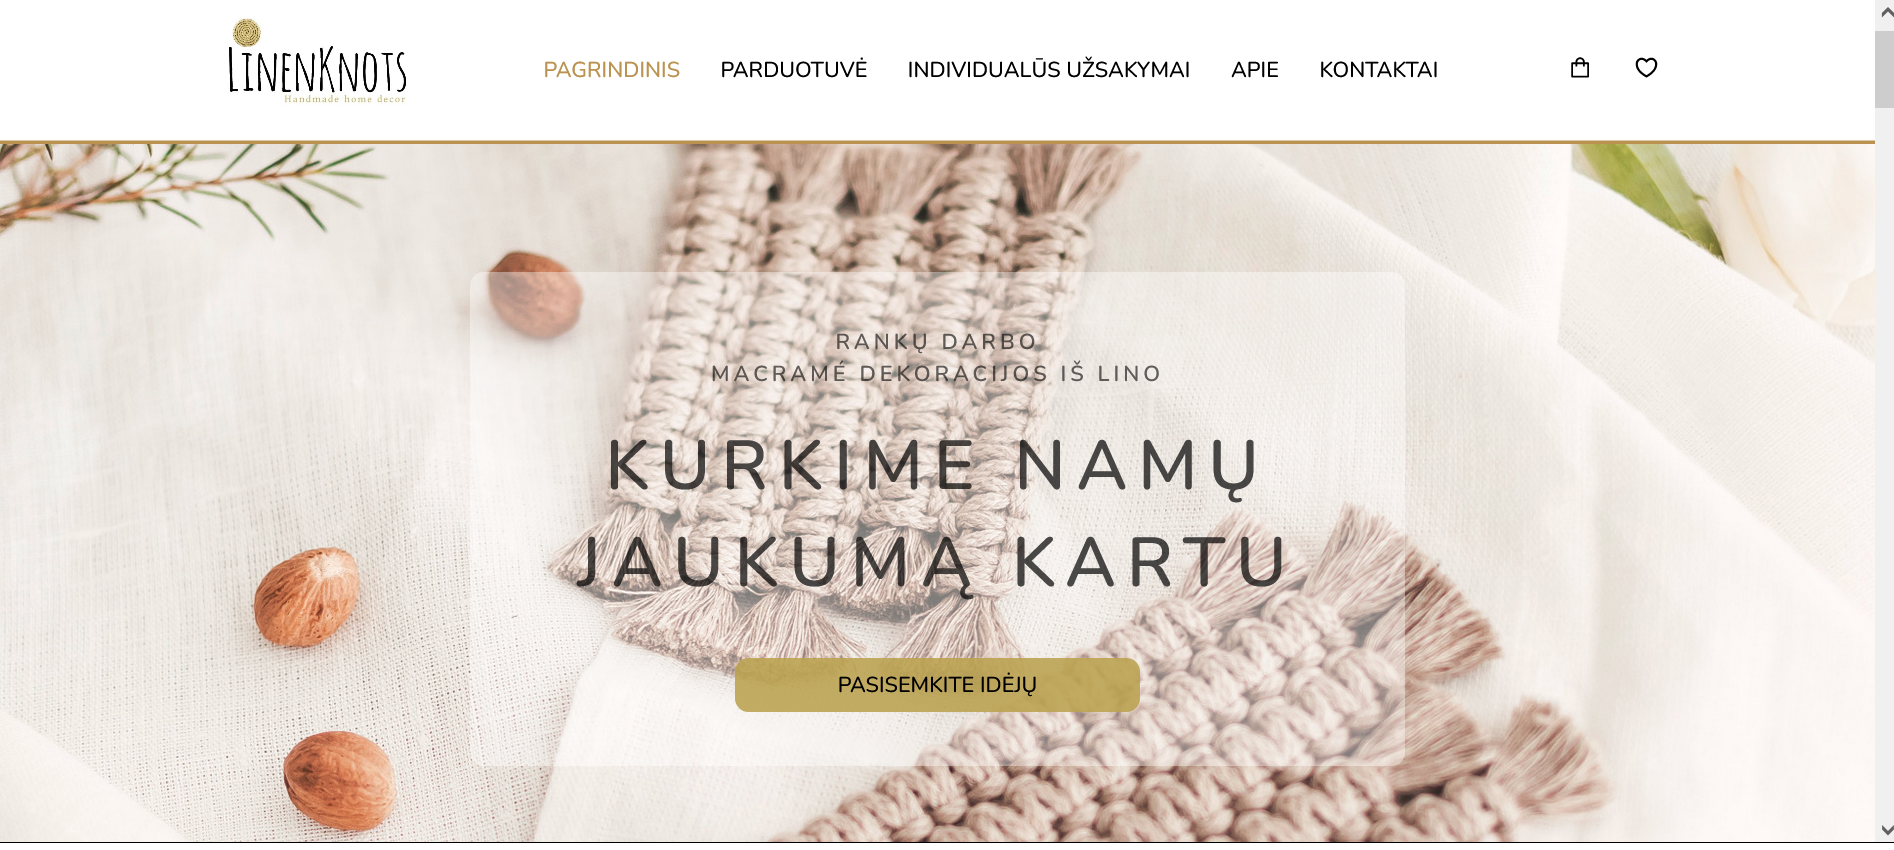 LINENKNOTS
Handmade home decor
PAGRINDINIS PARDUOTUVĖ INDIVIDUALŪS UŽSAKYMAI APIE KONTAKTAI
RANKŲ DARBO
MACRAMÉ DEKORACIJOS IŠ LINO
KURKIME NAMŲ
JAUKUMĄ KARTU
PASISEMKITE IDĖJŲ